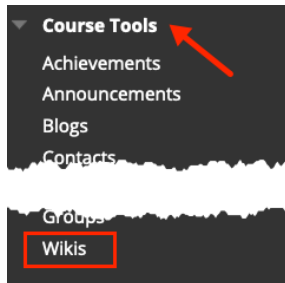 Course Tools
Achievements
Announcements
Blogs
Contacts
Groups
Wikis